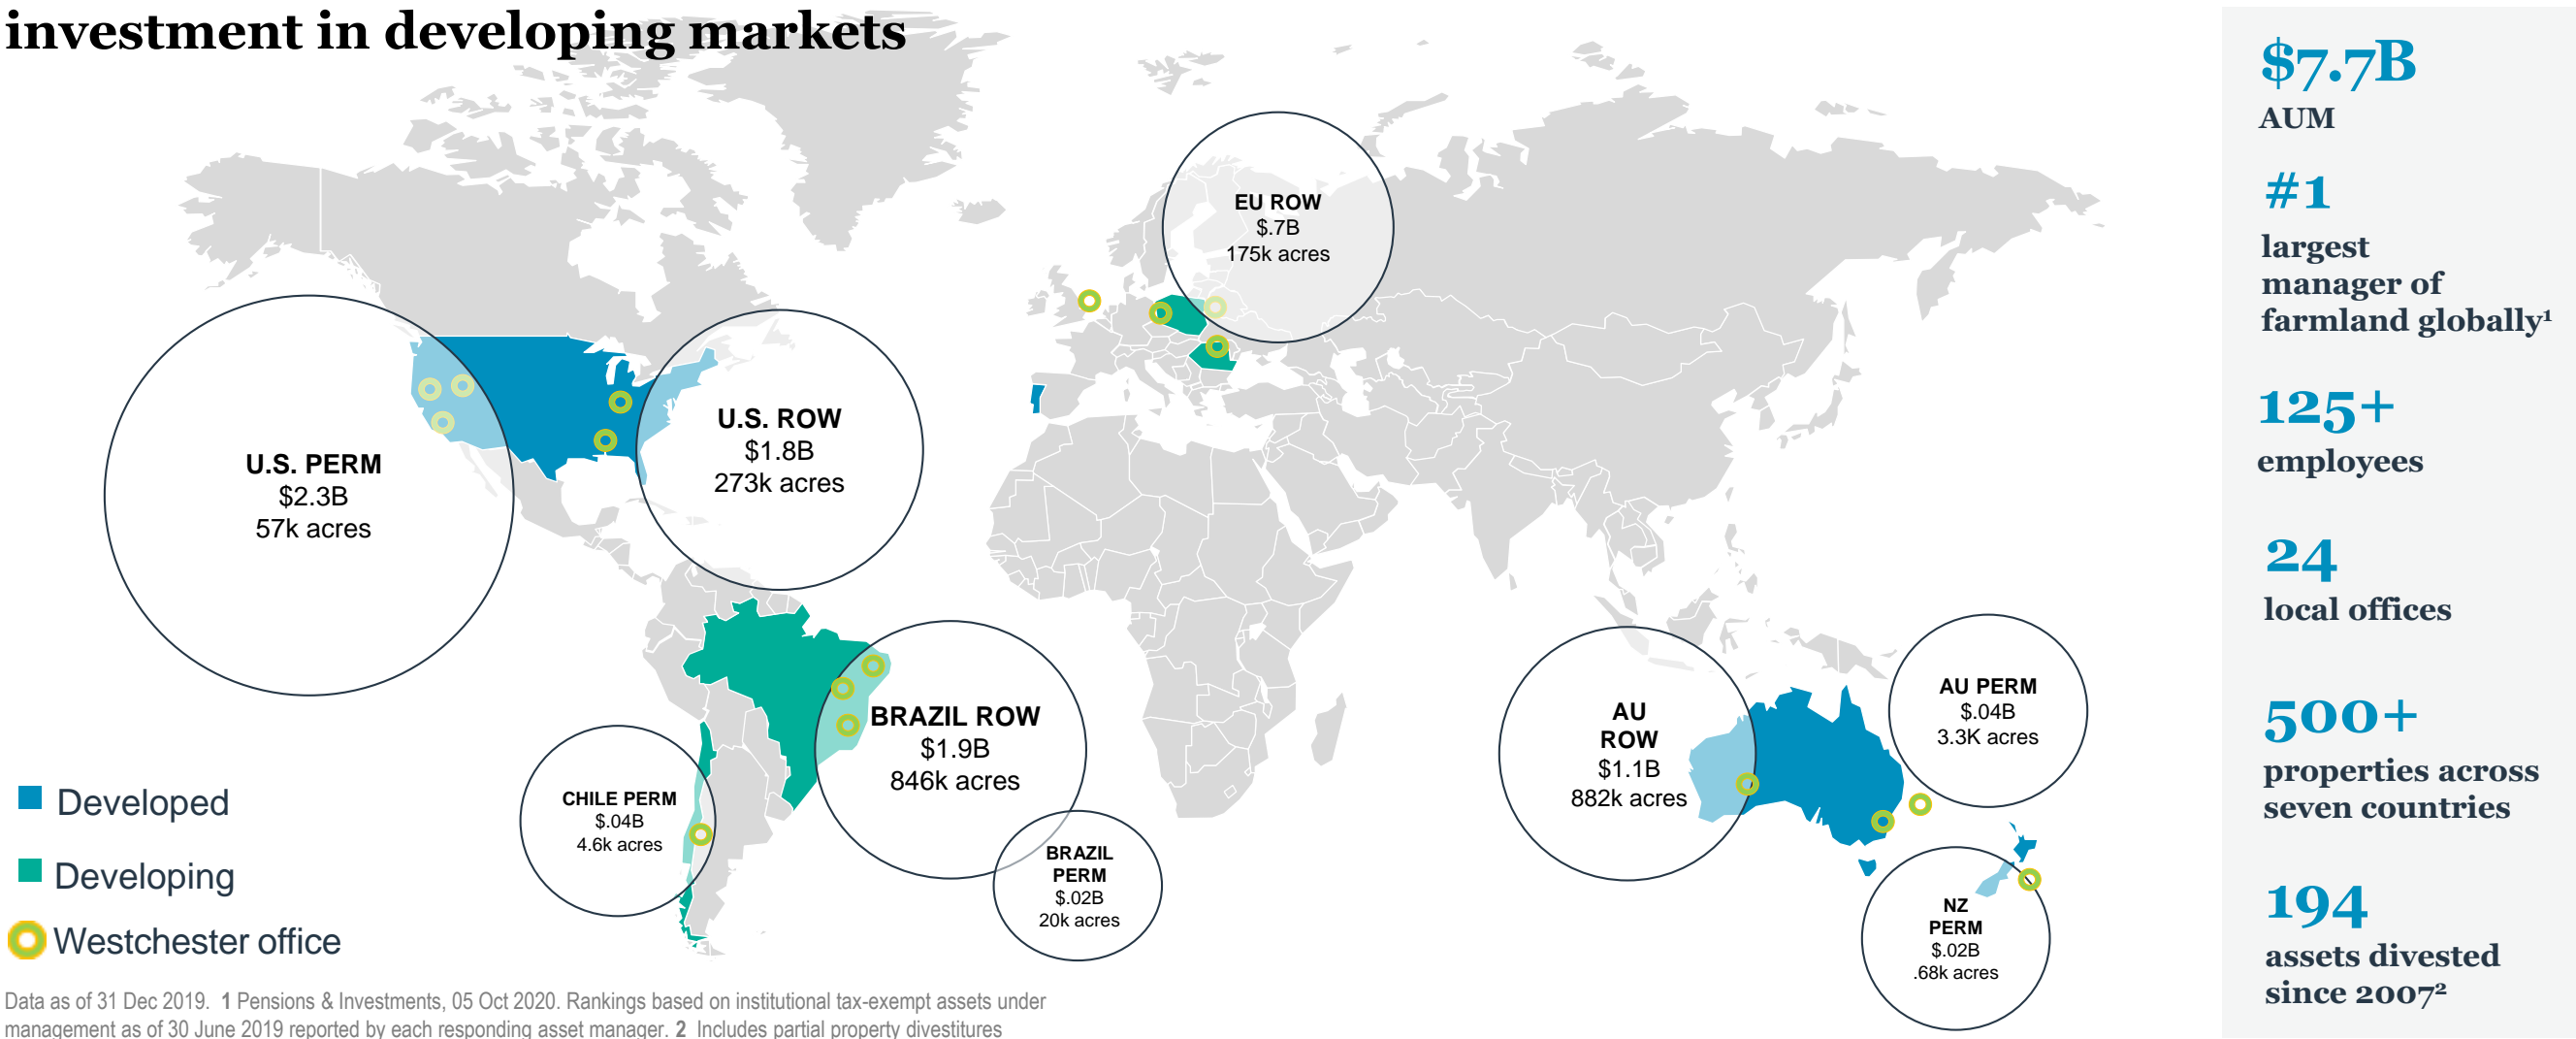 investment in developing markets
EU ROW
$.7B
175k acres
U.S. PERM
$2.3B
57k acres
U.S. ROW
$1.8B
273k acres
BRAZIL ROW
$1.9B
846k acres
CHILE PERM
$.04B
4.6k acres
BRAZIL
PERM
$.02B
20k acres
AU
ROW
$1.1B
882k acres
AU PERM
$.04B
3.3K acres
NZ
PERM
$.02B
.68k acres
Developed
Developing
Westchester office
Data as of 31 Dec 2019. 1 Pensions & Investments, 05 Oct 2020. Rankings based on institutional tax-exempt assets under
management as of 30 June 2019 reported by each responding asset manager. 2 Includes partial property divestitures
$7.7B
AUM
#1
largest
manager of
farmland globally¹
125+
employees
24
local offices
500+
properties across
seven countries
194
assets divested
since 2007²